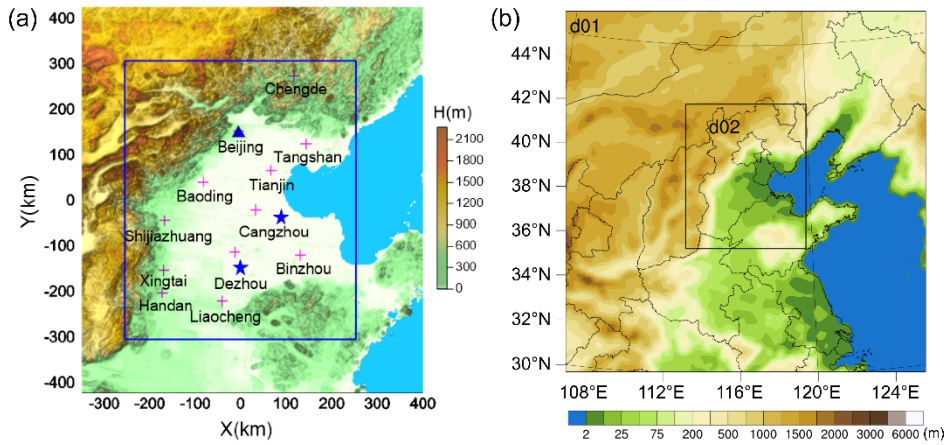 (a)
400
300
200
100
0
-100
-200
-300
-400
Y(km)
-300 -200 -100 0 100 200 300 400
X(km)
Chengde
Beijing
Tangshan
Tianjin
Baoding
Cangzhou
Shijiazhuang
Binzhou
Xingtai
Dezhou
Handan
Liaocheng
H(m)
2100
1800
1500
1200
900
600
300
0
(b)
d01
d02
44°N
42°N
40°N
38°N
36°N
34°N
32°N
30°N
108°E 112°E 116°E 120°E 124°E
2 25 75 200 500 1000 1500 2000 3000 6000 (m)